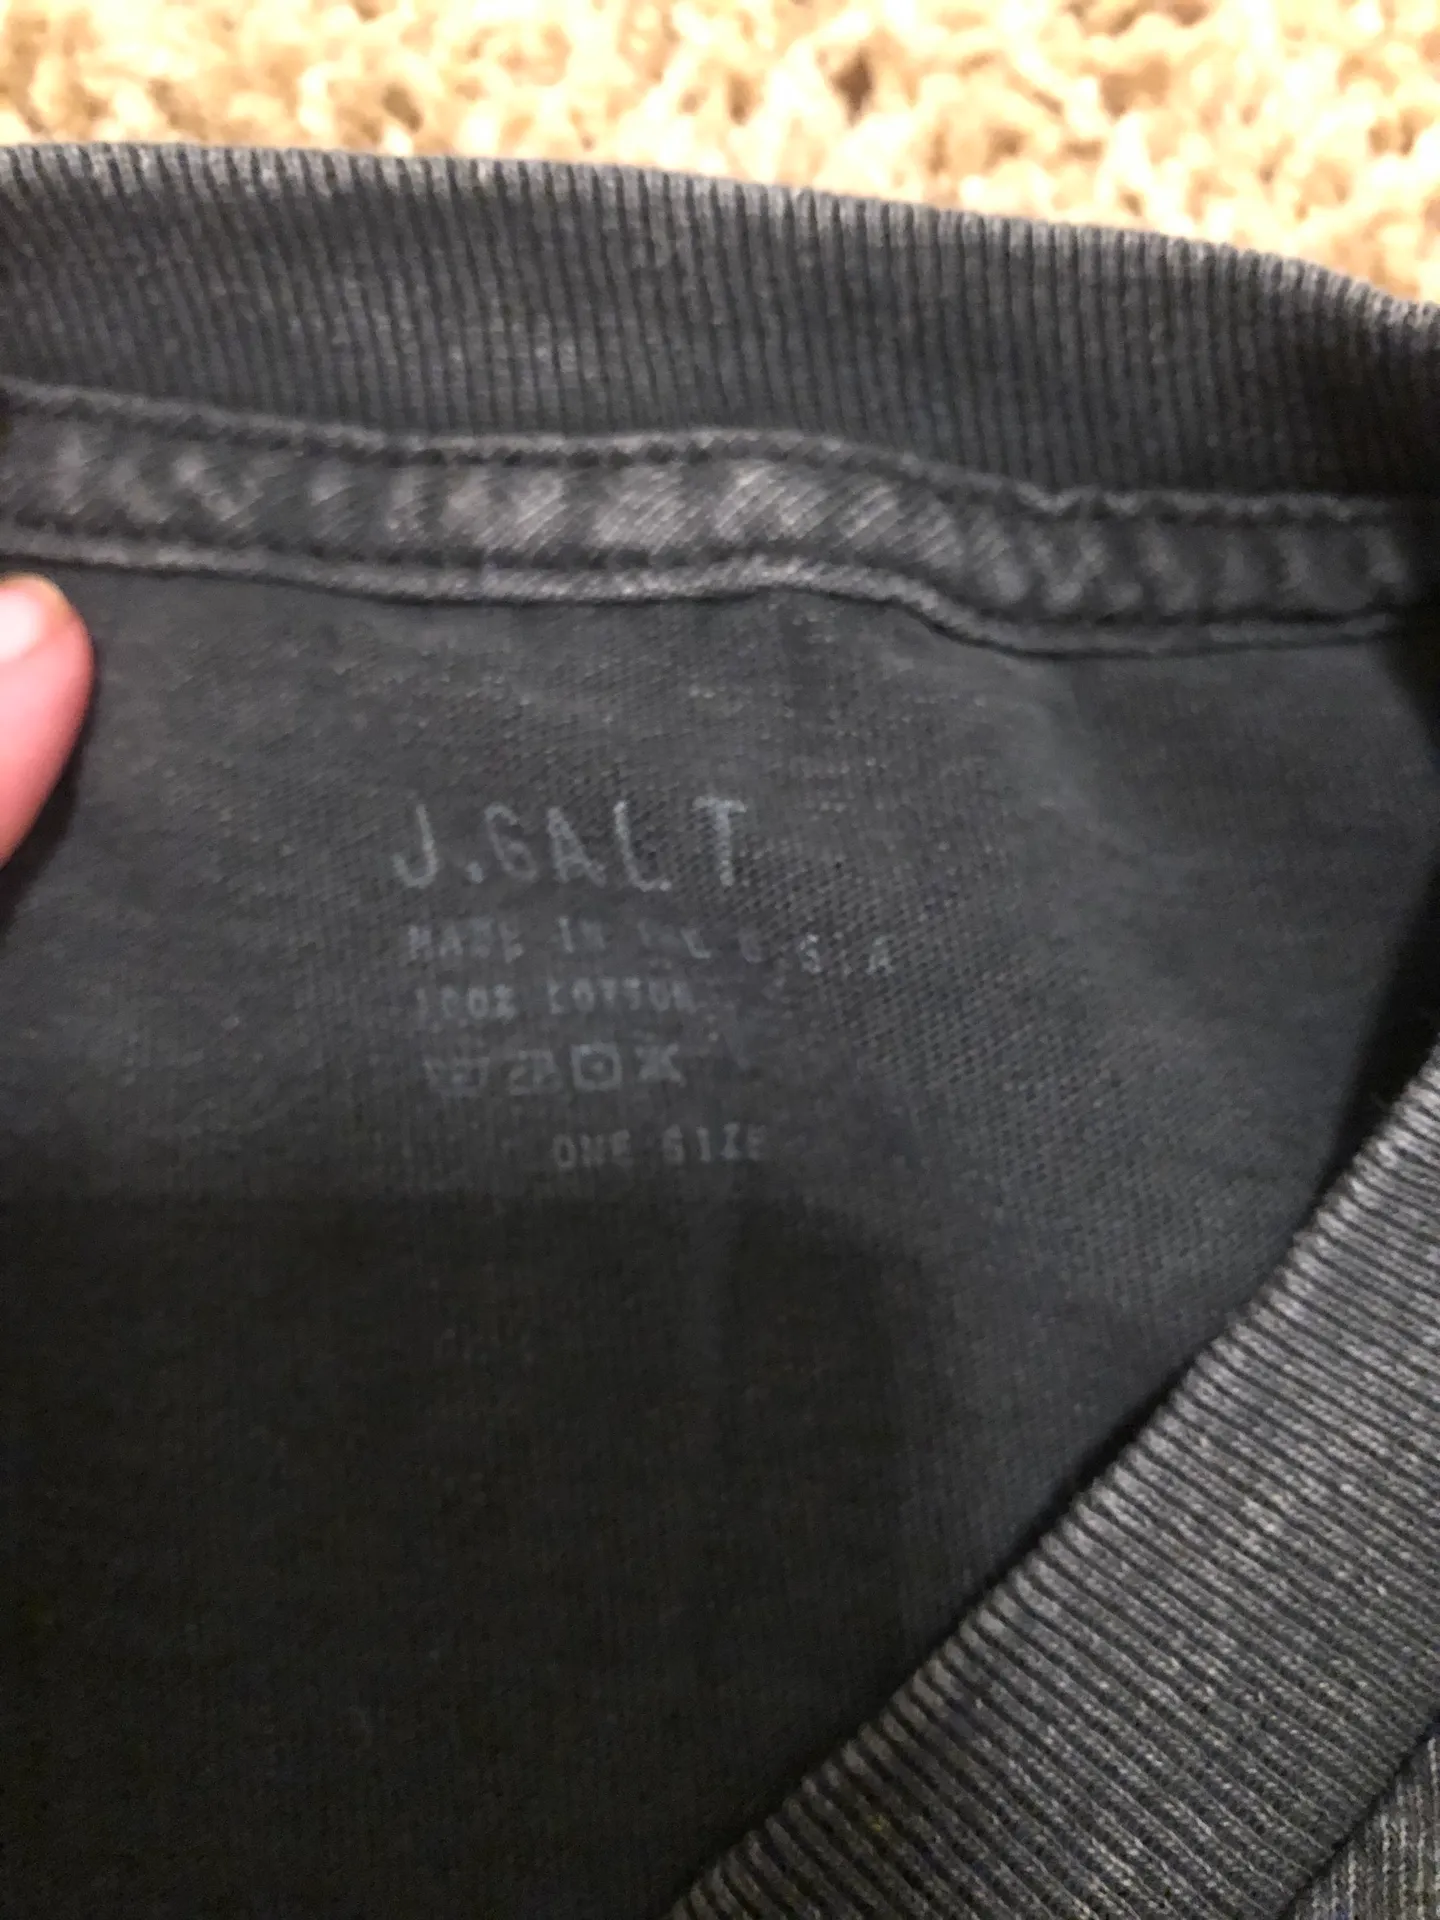 J.GALT
MADE IN THE U.S.A
100% COTTON
ONE SIZE